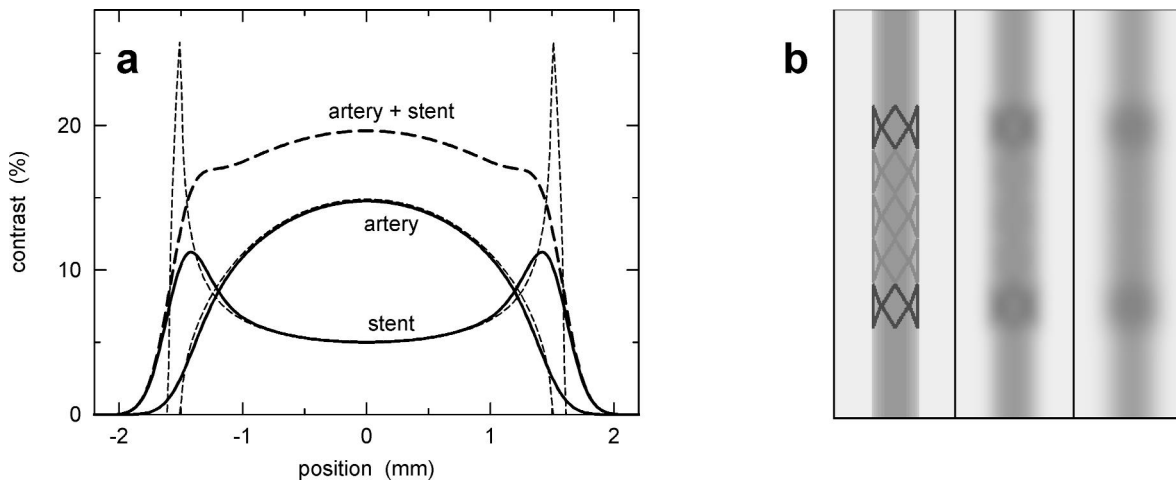 a
b
artery + stent
artery
stent
contrast (%)
20
10
0
-2 -1 0 1 2
position (mm)